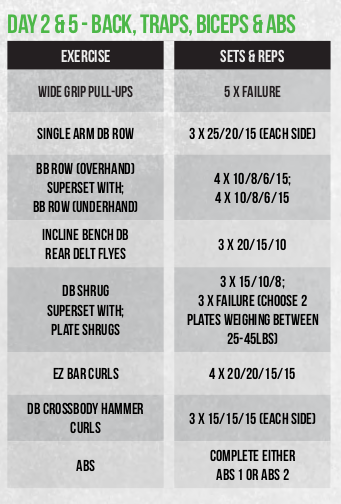 DAY 2 & 5 - BACK, TRAPS, BICEPS & ABS
EXERCISE SETS & REPS
WIDE GRIP PULL-UPS 5 X FAILURE
SINGLE ARM DB ROW 3 X 25/20/15 (EACH SIDE)
BB ROW (OVERHAND)
SUPERSET WITH;
BB ROW (UNDERHAND)
4 X 10/8/6/15;
4 X 10/8/6/15
INCLINE BENCH DB
REAR DELT FLYES
3 X 20/15/10
DB SHRUG
SUPERSET WITH;
PLATE SHRUGS
3 X 15/10/8;
3 X FAILURE (CHOOSE 2
PLATES WEIGHING BETWEEN
25-45LBS)
EZ BAR CURLS 4 X 20/20/15/15
DB CROSSBODY HAMMER
CURLS
3 X 15/15/15 (EACH SIDE)
ABS
COMPLETE EITHER
ABS 1 OR ABS 2